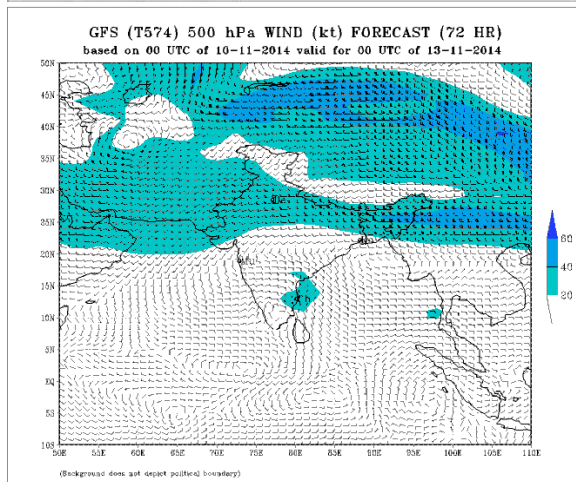 GFS (T574) 500 hPa WIND (kt) FORECAST (72 HR)
based on 00 UTC of 10-11-2014 valid for 00 UTC of 13-11-2014
50N
45N
40N
35N
30N
25N
20N
15N
10N
5N
EQ
5S
10S
50E 55E 60E 65E 70E 75E 80E 85E 90E 95E 100E 105E 110E
60
40
20
(Background does not depict political boundary)